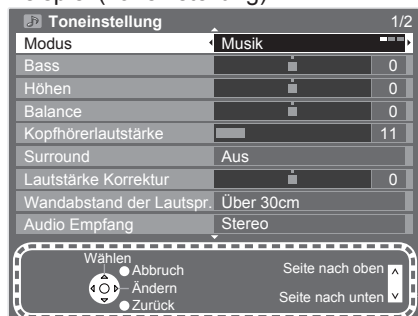 Toneinstellung 1/2
Modus Musik
Bass 0
Höhen 0
Balance 0
Kopfhörerlautstärke 11
Surround Aus
Lautstärke Korrektur 0
Wandabstand der Lautspr. Über 30cm
Audio Empfang Stereo
Wählen
Abbruch
Ändern
Zurück
Seite nach oben
Seite nach unten